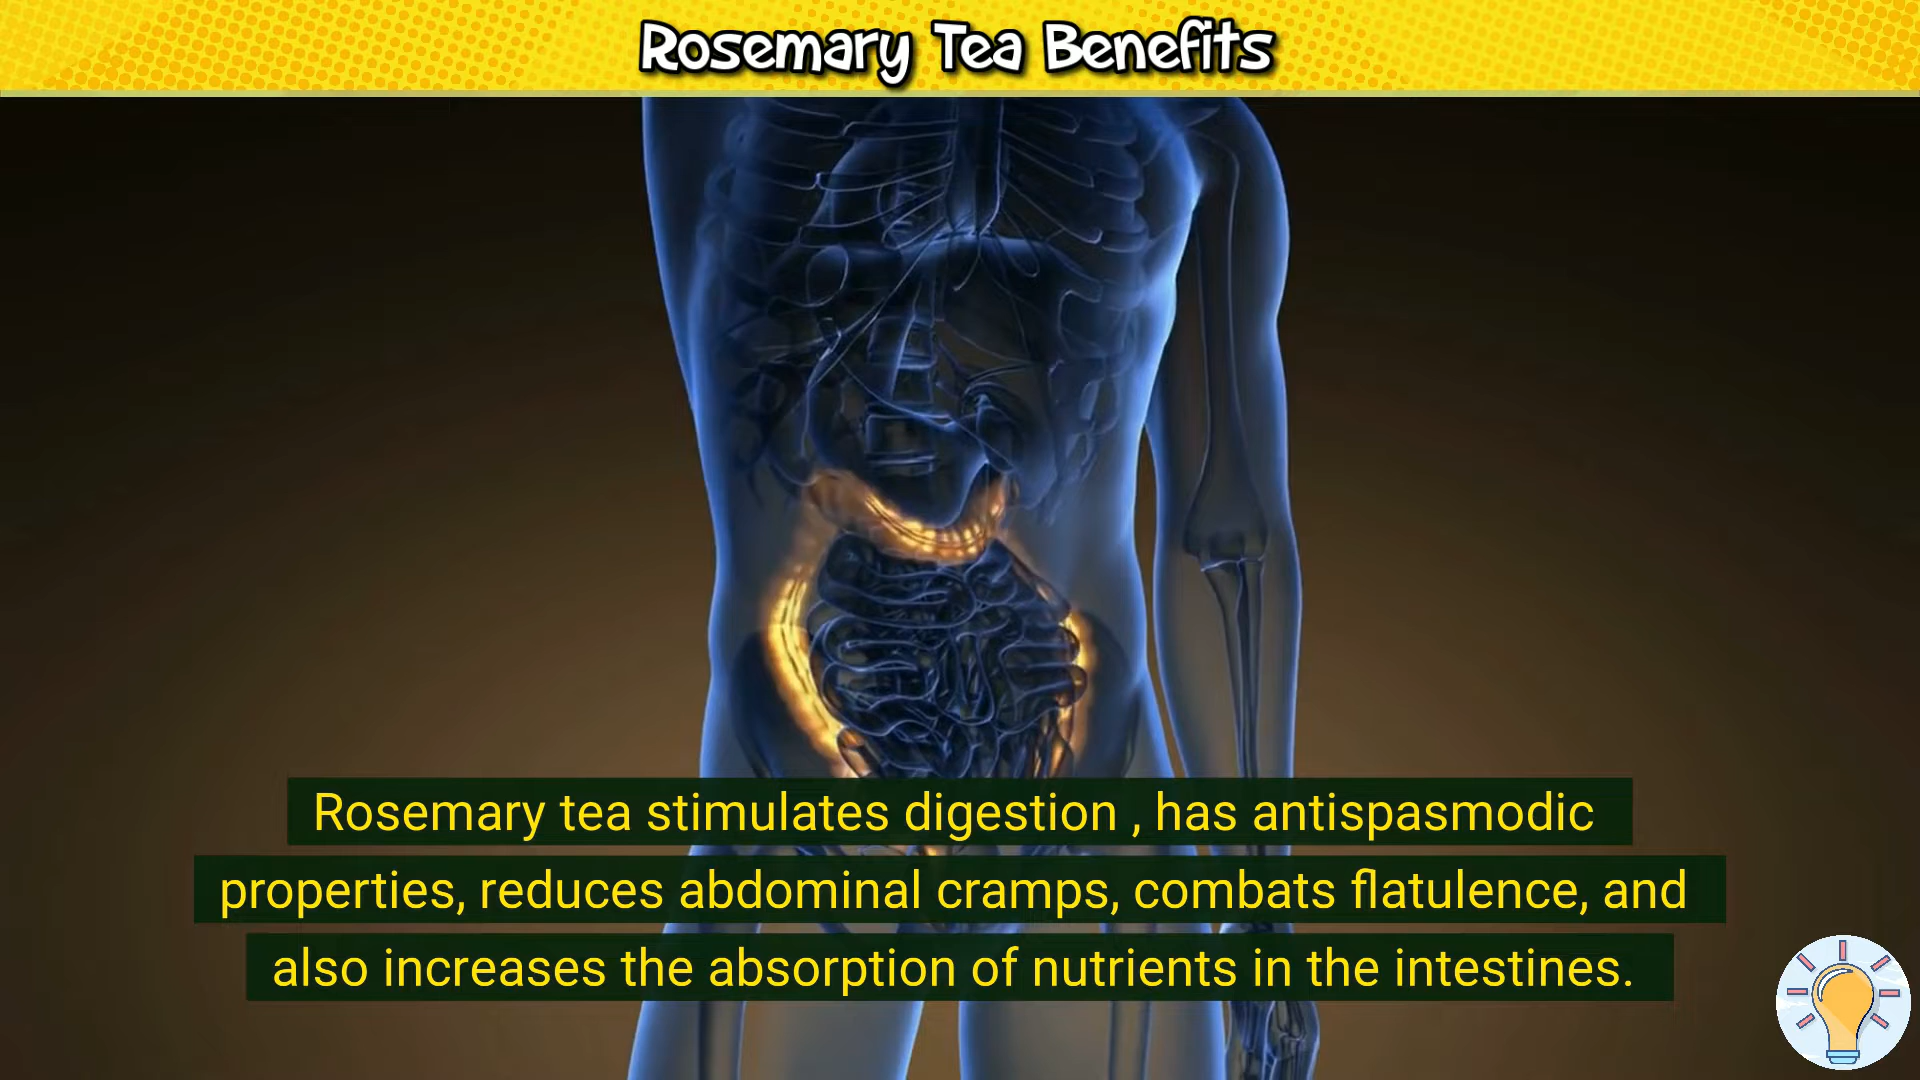 Rosemary Tea Benefits
Rosemary tea stimulates digestion , has antispasmodic
properties, reduces abdominal cramps, combats flatulence, and
also increases the absorption of nutrients in the intestines.